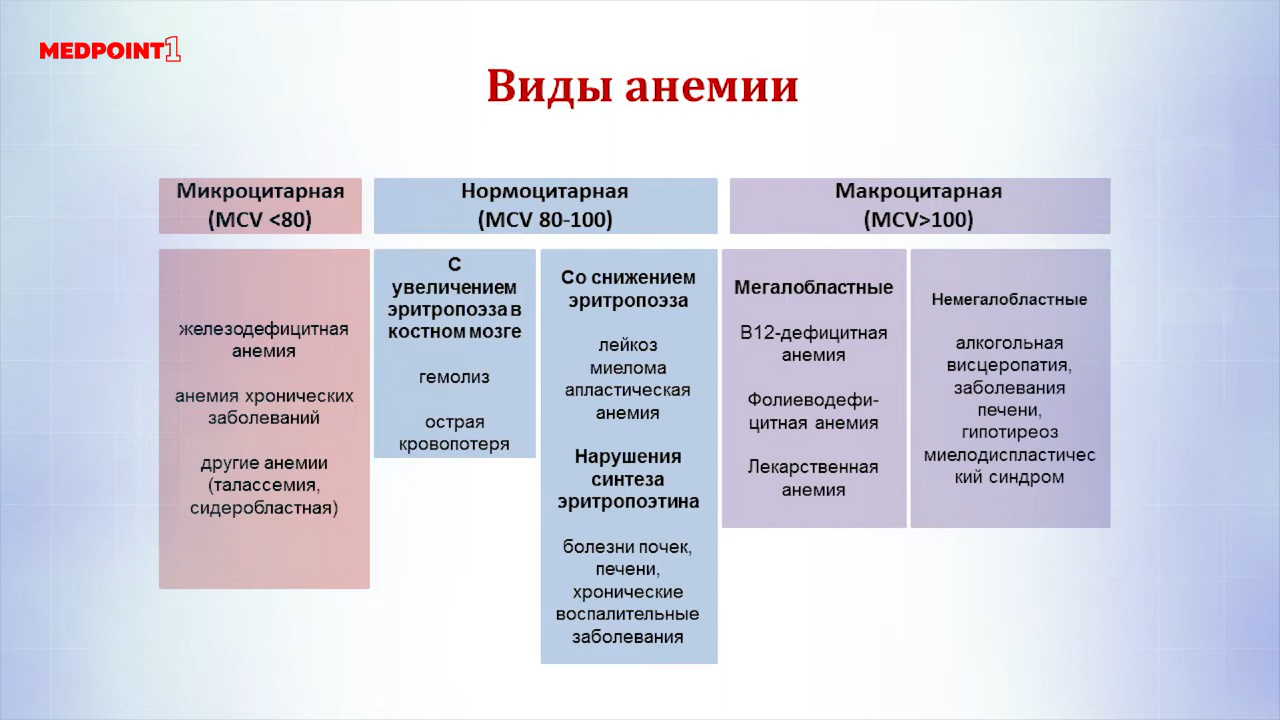 MEDPOINT1
Виды анемии
Микроцитарная
(MCV <80)
Нормоцитарная
(MCV 80-100)
Макроцитарная
(MCV>100)
железодефицитная
анемия
анемия хронических
заболеваний
другие анемии
(талассемия,
сидеробластная)
С
увеличением
эритропоэза в
костном мозге
гемолиз
острая
кровопотеря
Со снижением
эритропоэза
лейкоз
миелома
апластическая
анемия
Нарушения
синтеза
эритропоэтина
болезни почек,
печени,
хронические
воспалительные
заболевания
Мегалобластные
В12-дефицитная
анемия
Фолиеводефи-
цитная анемия
Лекарственная
анемия
Немегалобластные
алкогольная
висцеропатия,
заболевания
печени,
гипотиреоз
миелодиспластичес
кий синдром